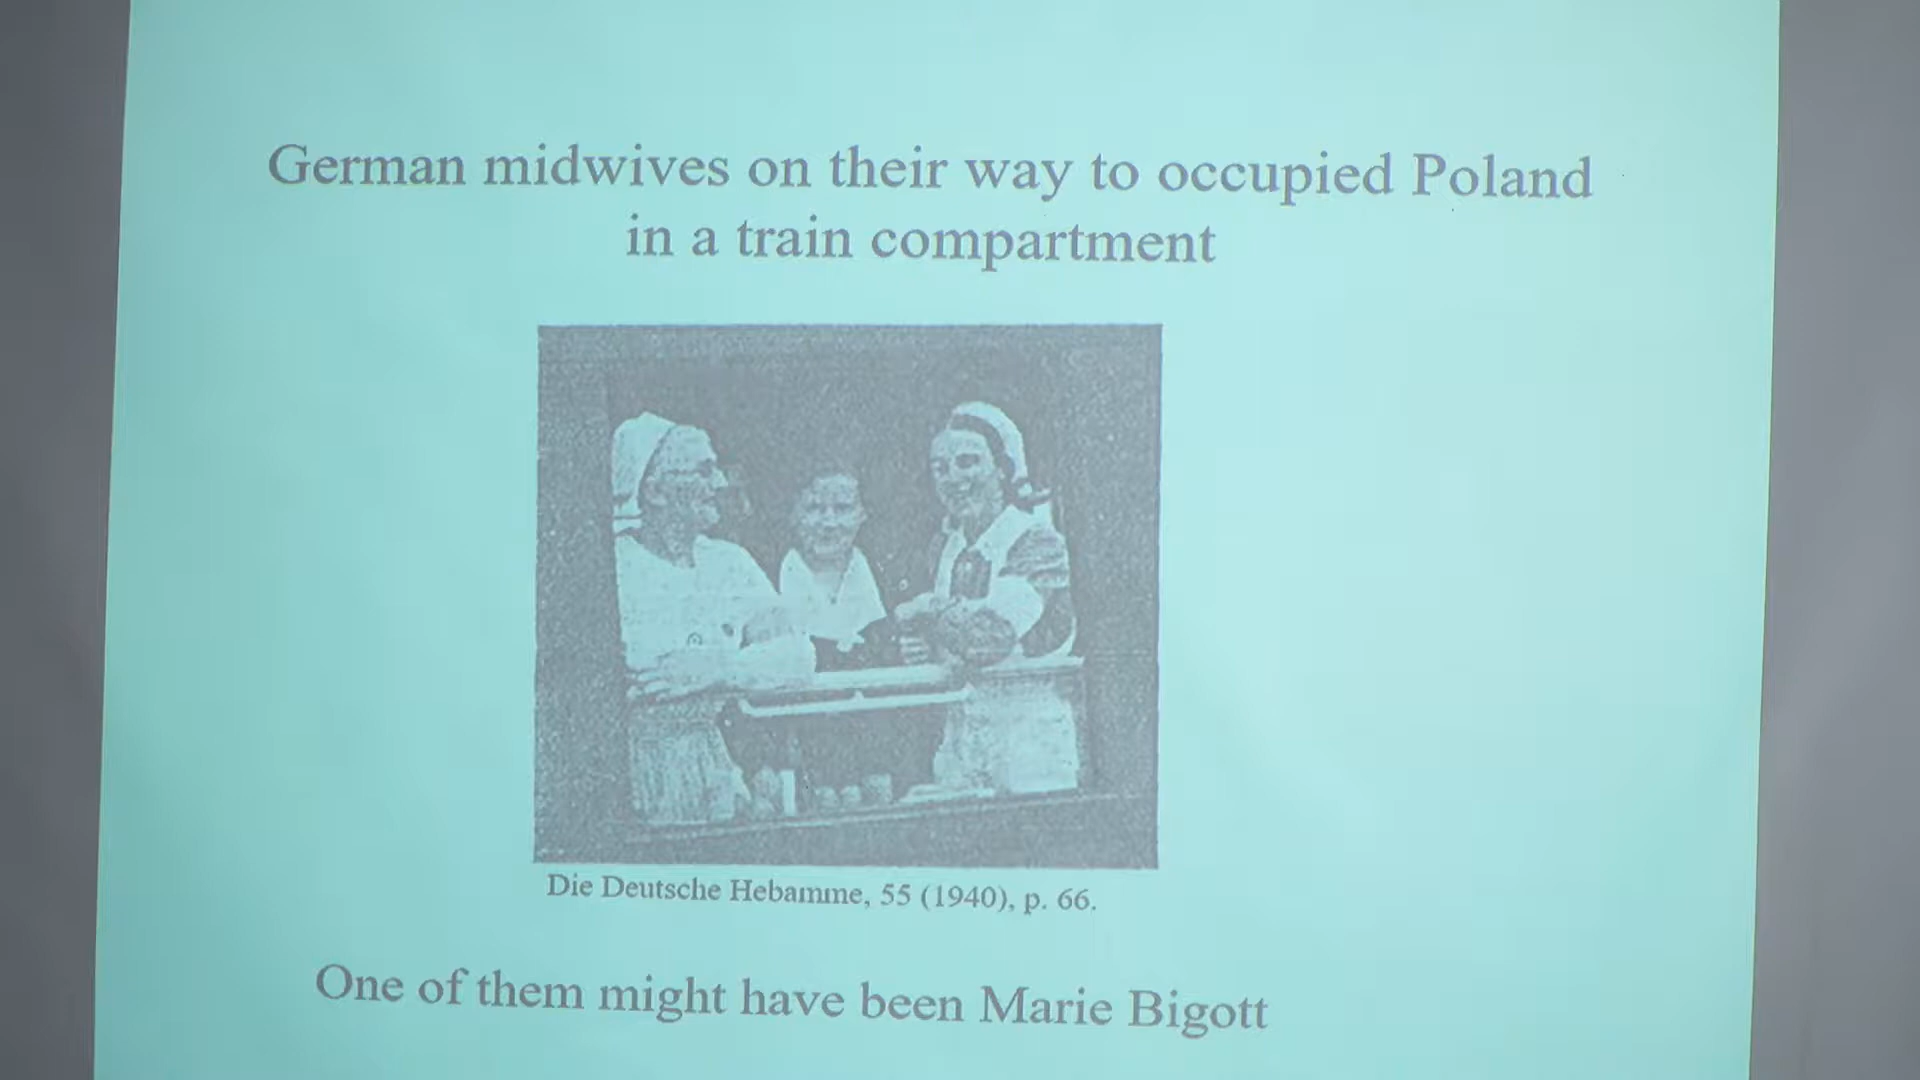 German midwives on their way to occupied Poland
in a train compartment
Die Deutsche Hebamme, 55 (1940), p. 66.
One of them might have been Marie Bigott